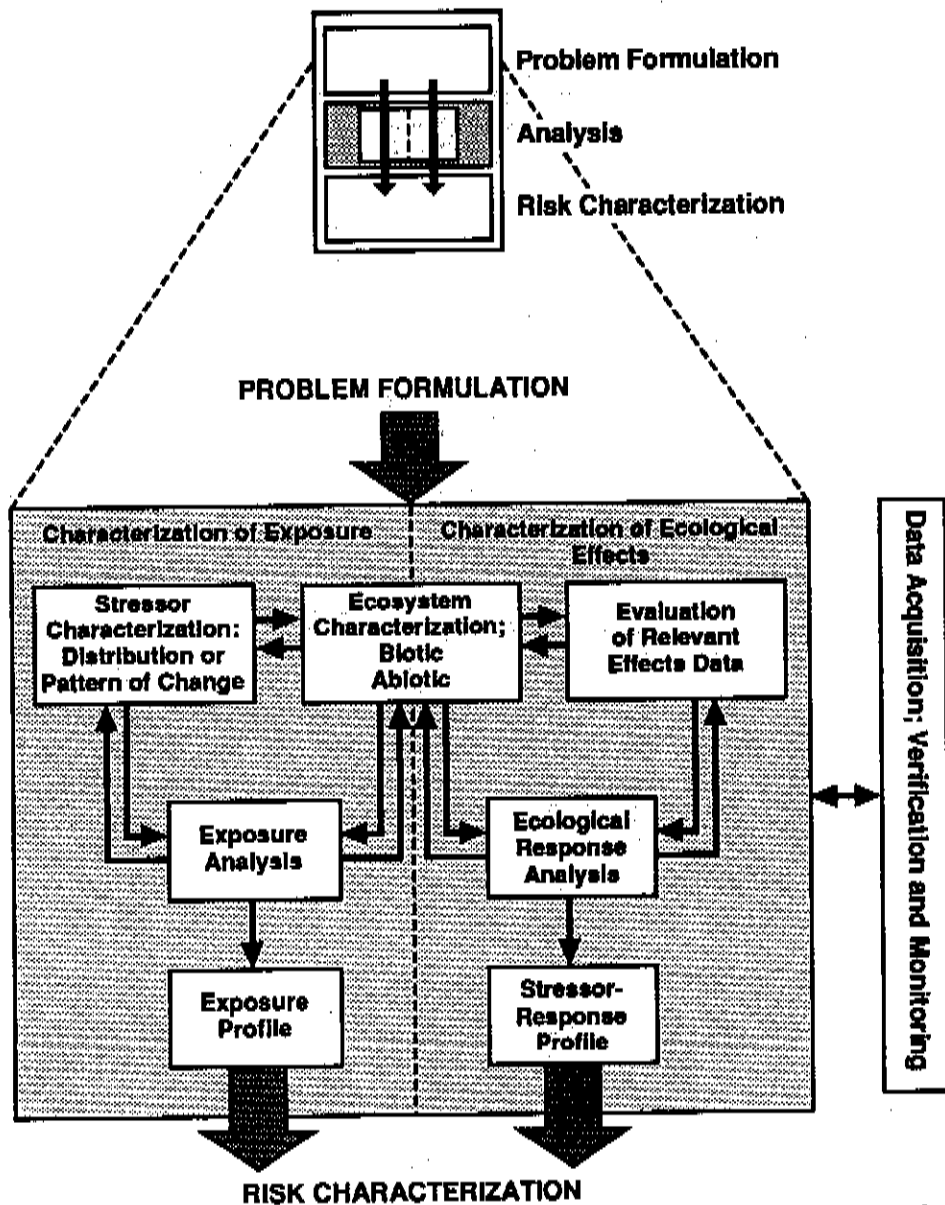 Problem Formulation
Analysis
Risk Characterization
PROBLEM FORMULATION
Characterization of Exposure
Characterization of Ecological
Effects
Stressor
Characterization:
Distribution or
Pattern of Change
Ecosystem
Characterization;
Biotic
Abiotic
Evaluation
of Relevant
Effects Data
Exposure
Analysis
Ecological
Response
Analysis
Exposure
Profile
Stressor-
Response
Profile
Data Acquisition; Verification and Monitoring
RISK CHARACTERIZATION